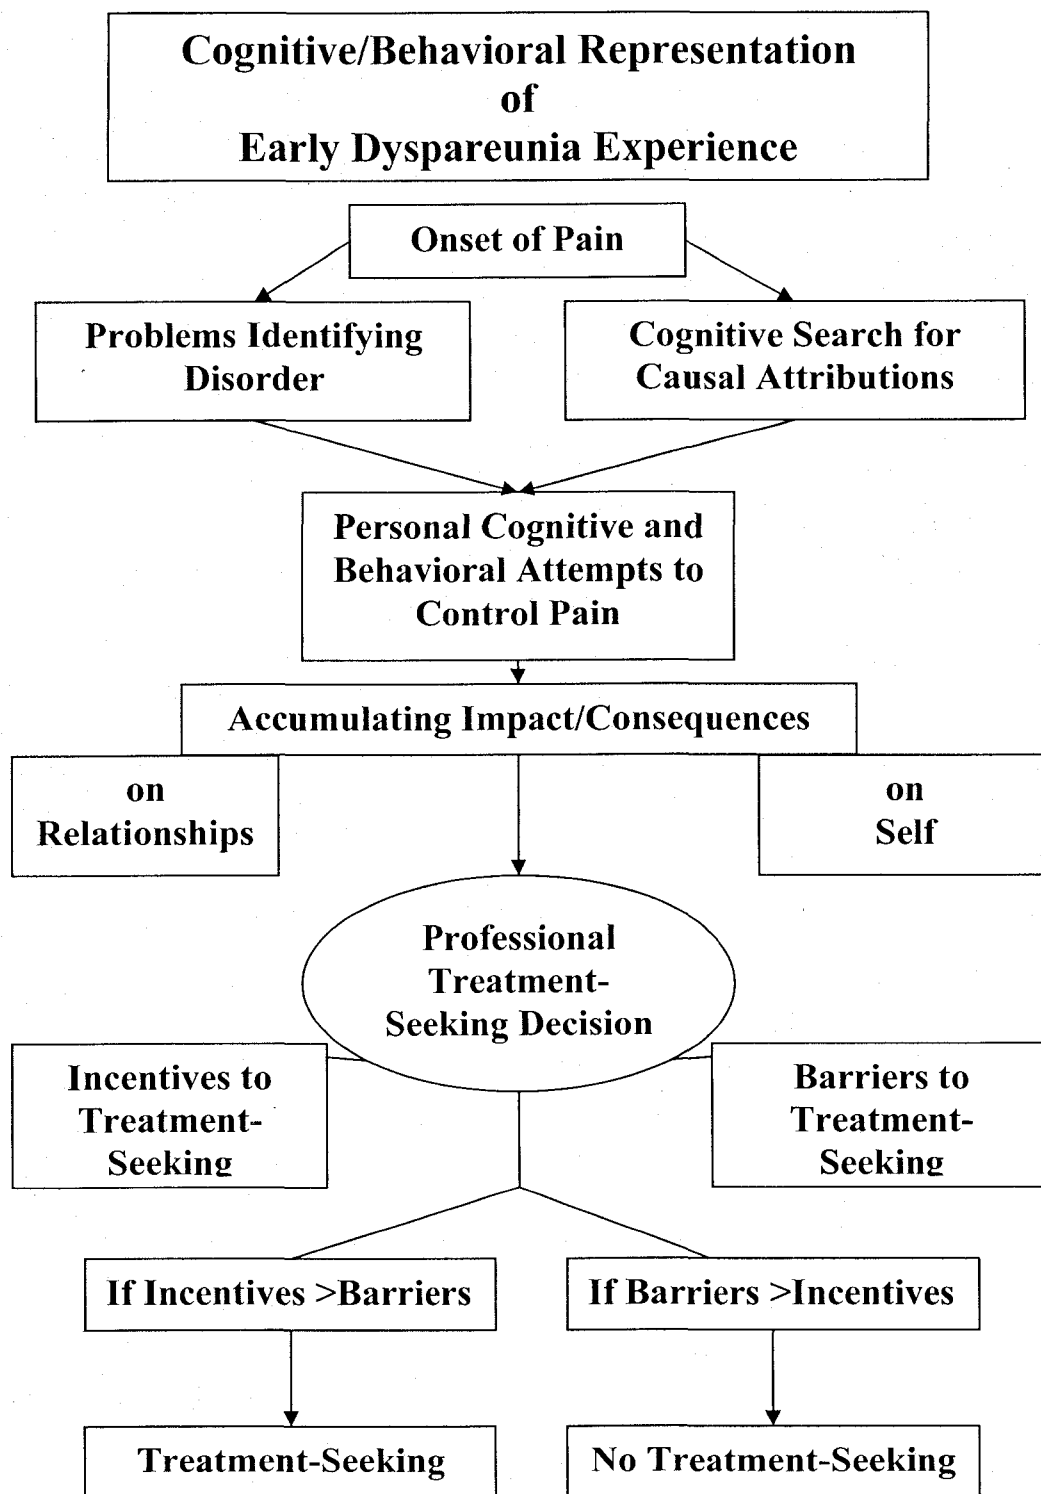 Cognitive/Behavioral Representation
of
Early Dyspareunia Experience
Onset of Pain
Problems Identifying
Disorder
Cognitive Search for
Causal Attributions
Personal Cognitive and
Behavioral Attempts to
Control Pain
Accumulating Impact/Consequences
on
Relationships
on
Self
Professional
Treatment-
Seeking Decision
Incentives to
Treatment-
Seeking
Barriers to
Treatment-
Seeking
If Incentives >Barriers
If Barriers >Incentives
Treatment-Seeking
No Treatment-Seeking